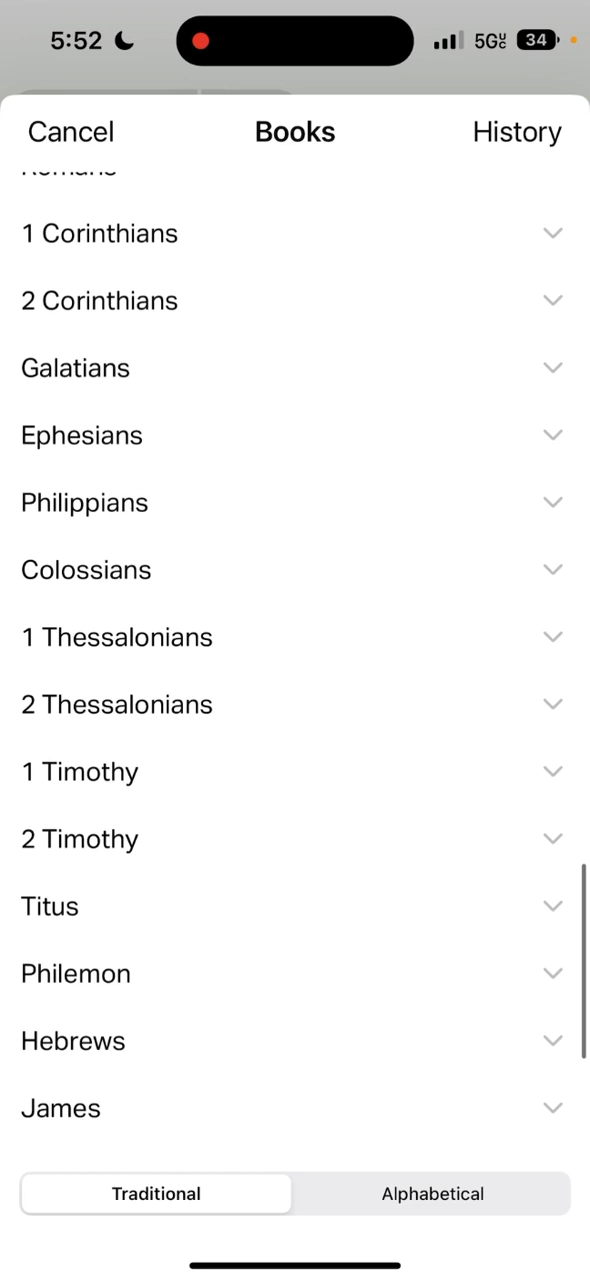 5:52
5G
34
Cancel
Books
History
Romans
1 Corinthians
2 Corinthians
Galatians
Ephesians
Philippians
Colossians
1 Thessalonians
2 Thessalonians
1 Timothy
2 Timothy
Titus
Philemon
Hebrews
James
Traditional
Alphabetical